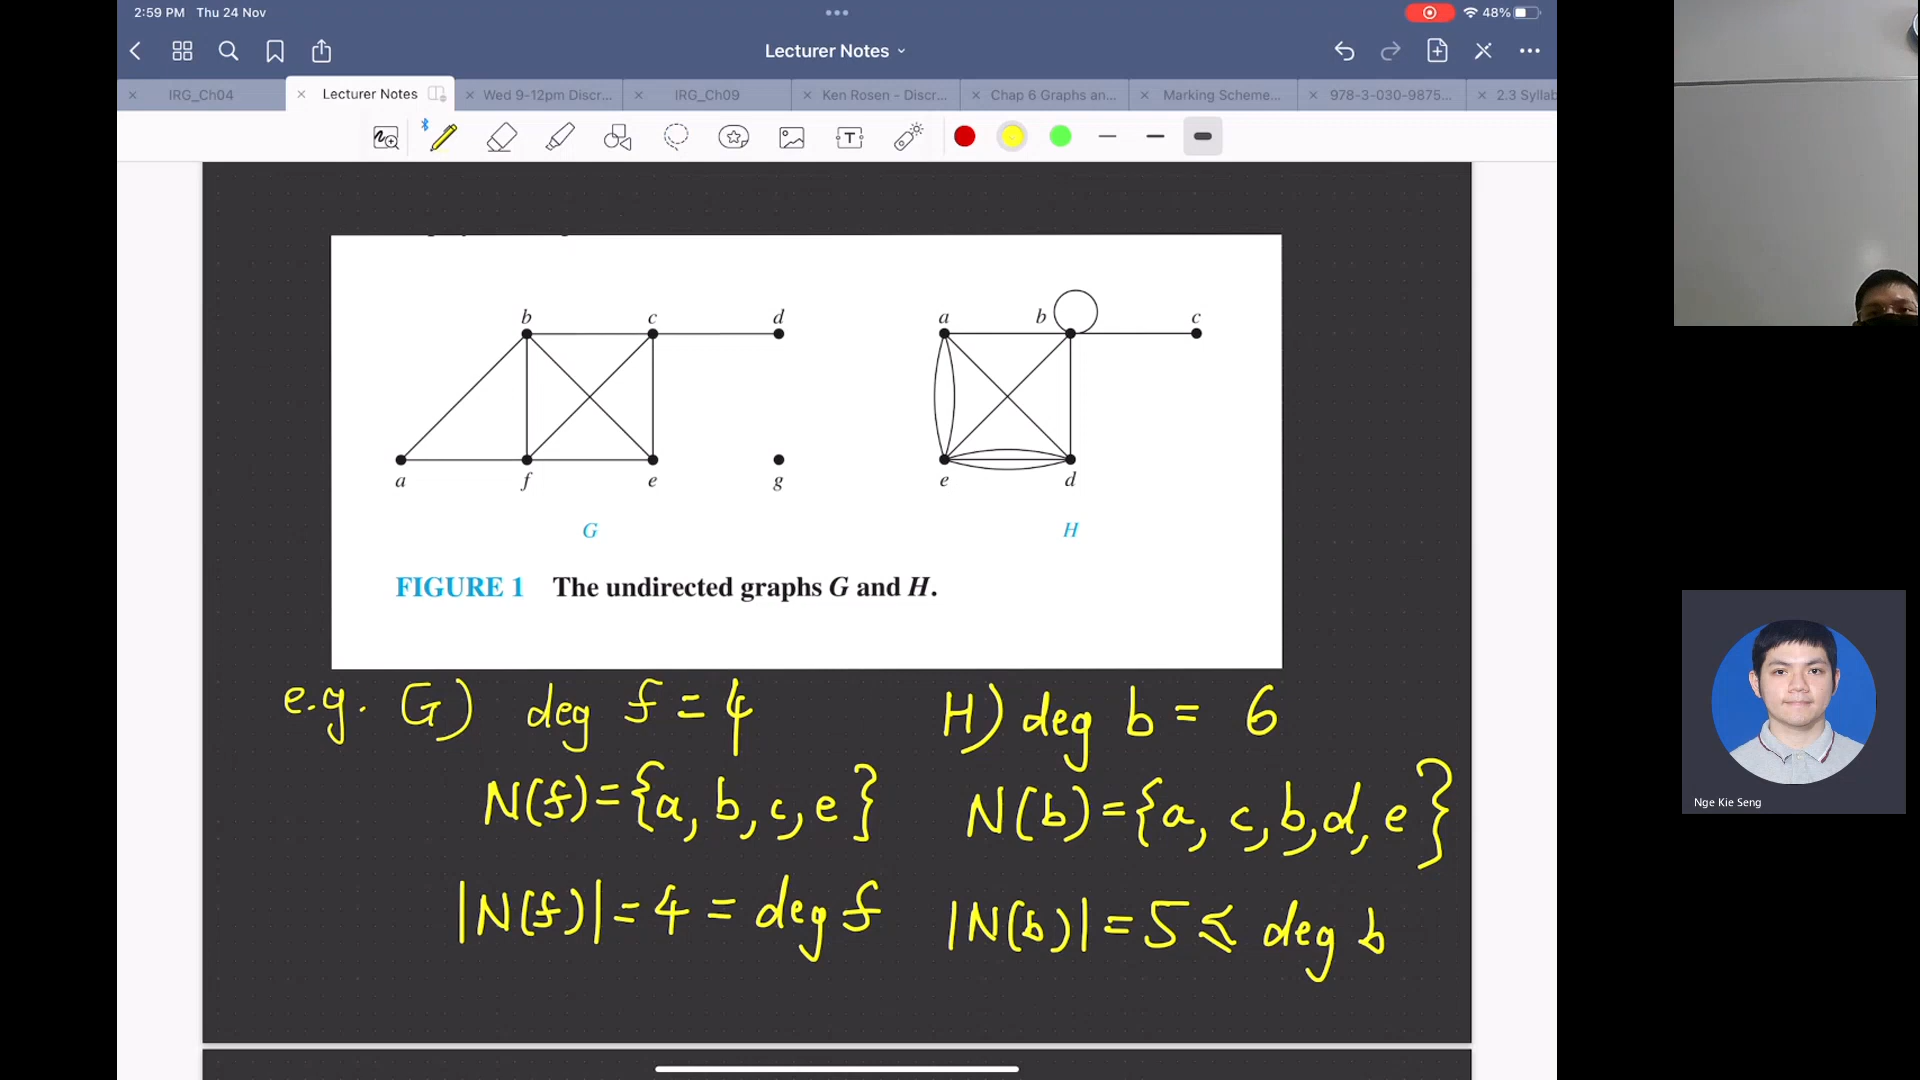 2:59 PM Thu 24 Nov
48%
Lecturer Notes
IRG_Ch04
Lecturer Notes
Wed 9-12pm Discr...
IRG_Ch09
Ken Rosen - Discr...
Chap 6 Graphs an...
Marking Scheme...
978-3-030-9875...
2.3 Syllab
b c d
a f e g
G
a b c
e d
H
FIGURE 1 The undirected graphs G and H.
e.g. G) deg f = 4
N(f)={a, b, c, e}
|N(f)| = 4 = deg f
H) deg b = 6
N(b)={a, c, b, d, e}
|N(b)| = 5 ≤ deg b
Nge Kie Seng